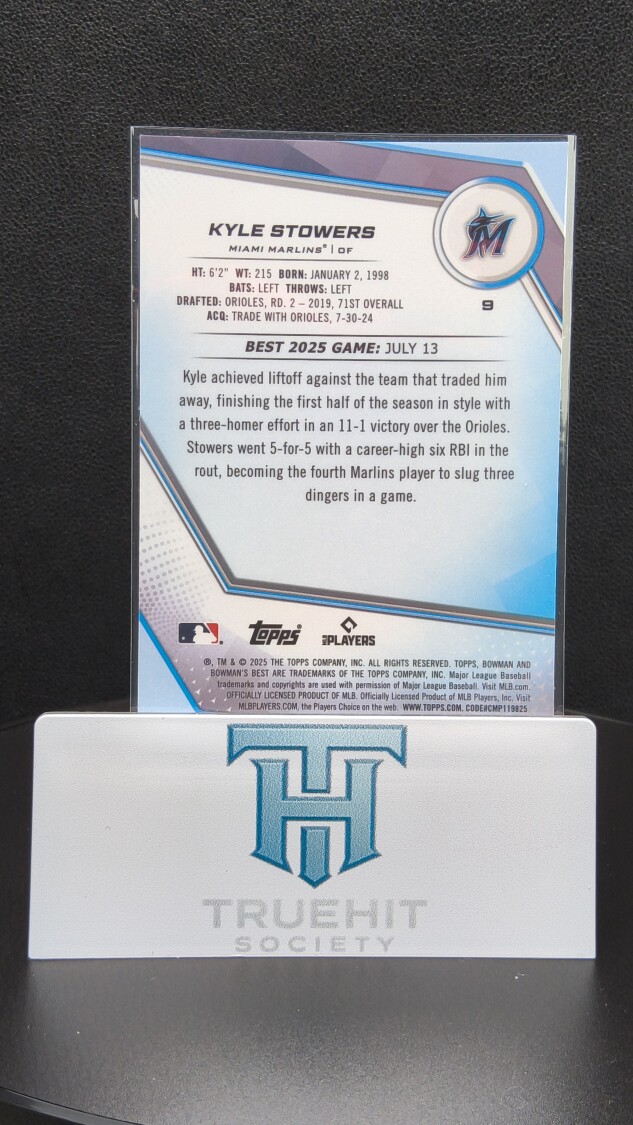 KYLE STOWERS
MIAMI MARLINS® | OF
M
9
HT: 6'2" WT: 215 BORN: JANUARY 2, 1998
BATS: LEFT THROWS: LEFT
DRAFTED: ORIOLES, RD. 2 – 2019, 71ST OVERALL
ACQ: TRADE WITH ORIOLES, 7-30-24
BEST 2025 GAME: JULY 13
Kyle achieved liftoff against the team that traded him
away, finishing the first half of the season in style with
a three-homer effort in an 11-1 victory over the Orioles.
Stowers went 5-for-5 with a career-high six RBI in the
rout, becoming the fourth Marlins player to slug three
dingers in a game.
Topps®
MLB PLAYERS
®, TM & © 2025 THE TOPPS COMPANY, INC. ALL RIGHTS RESERVED. TOPPS, BOWMAN AND
BOWMAN'S BEST ARE TRADEMARKS OF THE TOPPS COMPANY, INC. Major League Baseball
trademarks and copyrights are used with permission of Major League Baseball. Visit MLB.com.
OFFICIALLY LICENSED PRODUCT OF MLB. Officially Licensed Product of MLB Players, Inc. Visit
MLBPLAYERS.COM, the Players Choice on the web. WWW.TOPPS.COM. CODE#CMP119825
TH
TRUEHIT
SOCIETY